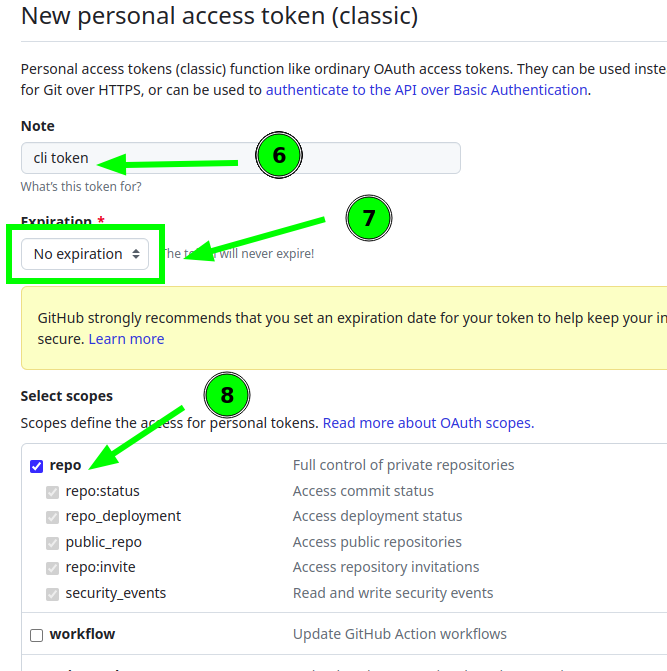 New personal access token (classic)
Personal access tokens (classic) function like ordinary OAuth access tokens. They can be used inste
for Git over HTTPS, or can be used to authenticate to the API over Basic Authentication.
Note
cli token
6
What's this token for?
7
Expiration *
No expiration
The token will never expire!
GitHub strongly recommends that you set an expiration date for your token to help keep your in
secure. Learn more
8
Select scopes
Scopes define the access for personal tokens. Read more about OAuth scopes.
repo Full control of private repositories
repo:status Access commit status
repo_deployment Access deployment status
public_repo Access public repositories
repo:invite Access repository invitations
security_events Read and write security events
workflow Update GitHub Action workflows